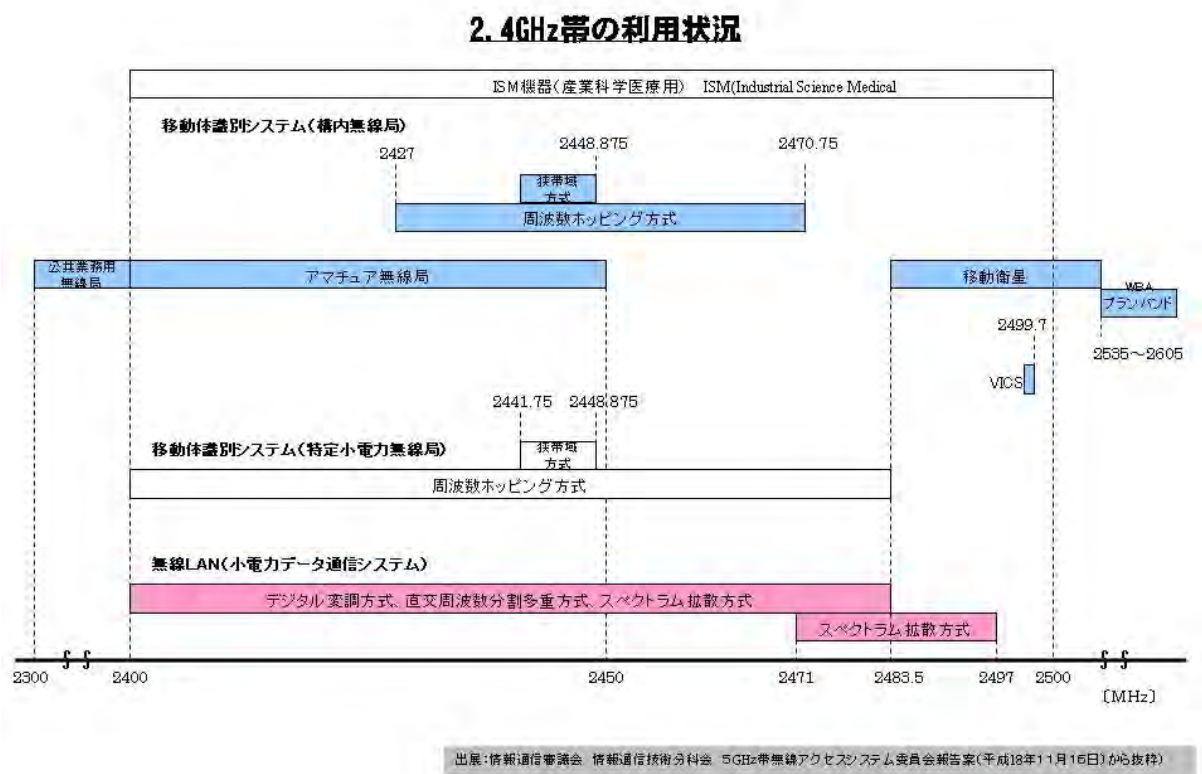 2.4GHz帯の利用状況
ISM機器(産業科学医療用) ISM(Industrial Science Medical
移動体識別システム(構内無線局)
2427
2448.875
2470.75
狭帯域
方式
周波数ホッピング方式
公共業務用
無線局
アマチュア無線局
移動衛星
WBA
プランバンド
2499.7
2535～2605
VICS
2441.75
2448.875
移動体識別システム(特定小電力無線局)
狭帯域
方式
周波数ホッピング方式
無線LAN(小電力データ通信システム)
デジタル変調方式、直交周波数分割多重方式、スペクトラム拡散方式
スペクトラム拡散方式
2300
2400
2450
2471
2483.5
2497
2500
〔MHz〕
出展:情報通信審議会 情報通信技術分科会 5GHz帯無線アクセスシステム委員会報告案(平成18年11月16日)から抜粋)